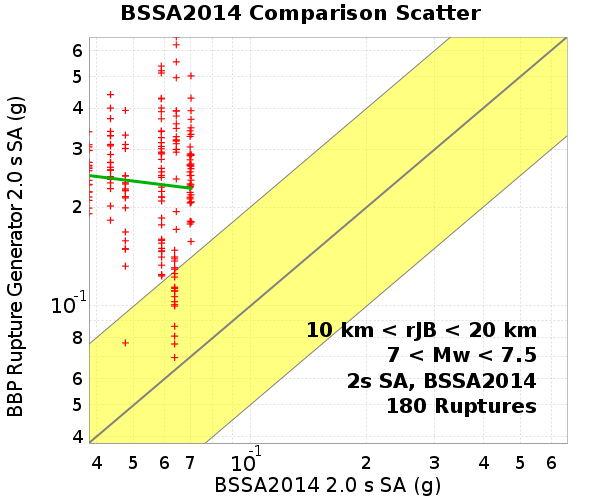 BSSA2014 Comparison Scatter
BBP Rupture Generator 2.0 s SA (g)
6
5
4
3
2
10-1
8
6
5
4
10 km < rJB < 20 km
7 < Mw < 7.5
2s SA, BSSA2014
180 Ruptures
4 5 6 7 10-1 2 3 4 5 6
BSSA2014 2.0 s SA (g)